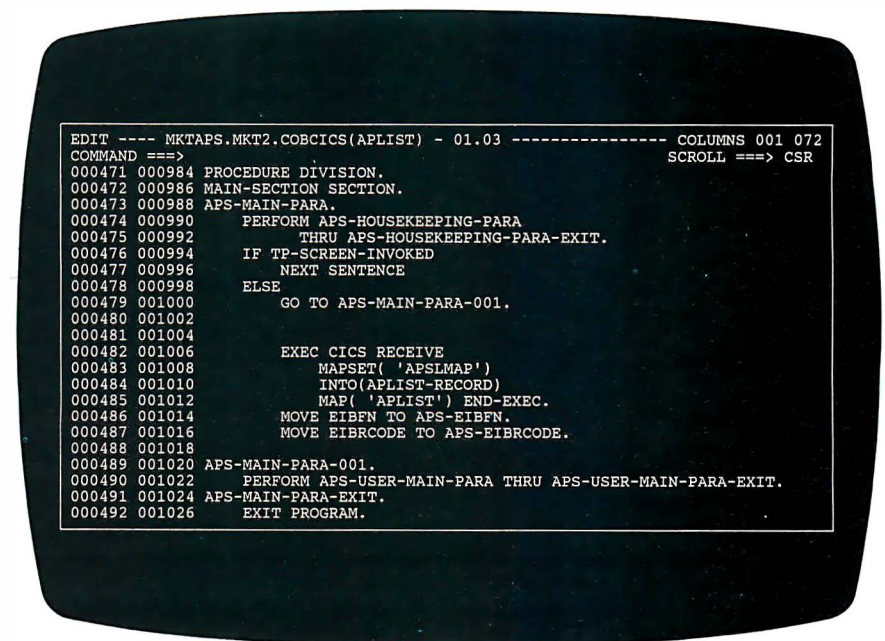 EDIT ---- MKTAPS.MKT2.COBCICS(APLIST) - 01.03 ---------------- COLUMNS 001 072
COMMAND ===> SCROLL ===> CSR
000471 000984 PROCEDURE DIVISION.
000472 000986 MAIN-SECTION SECTION.
000473 000988 APS-MAIN-PARA.
000474 000990 PERFORM APS-HOUSEKEEPING-PARA
000475 000992 THRU APS-HOUSEKEEPING-PARA-EXIT.
000476 000994 IF TP-SCREEN-INVOKED
000477 000996 NEXT SENTENCE
000478 000998 ELSE
000479 001000 GO TO APS-MAIN-PARA-001.
000480 001002
000481 001004
000482 001006 EXEC CICS RECEIVE
000483 001008 MAPSET( 'APSLMAP')
000484 001010 INTO(APLIST-RECORD)
000485 001012 MAP( 'APLIST') END-EXEC.
000486 001014 MOVE EIBFN TO APS-EIBFN.
000487 001016 MOVE EIBRCODE TO APS-EIBRCODE.
000488 001018
000489 001020 APS-MAIN-PARA-001.
000490 001022 PERFORM APS-USER-MAIN-PARA THRU APS-USER-MAIN-PARA-EXIT.
000491 001024 APS-MAIN-PARA-EXIT.
000492 001026 EXIT PROGRAM.